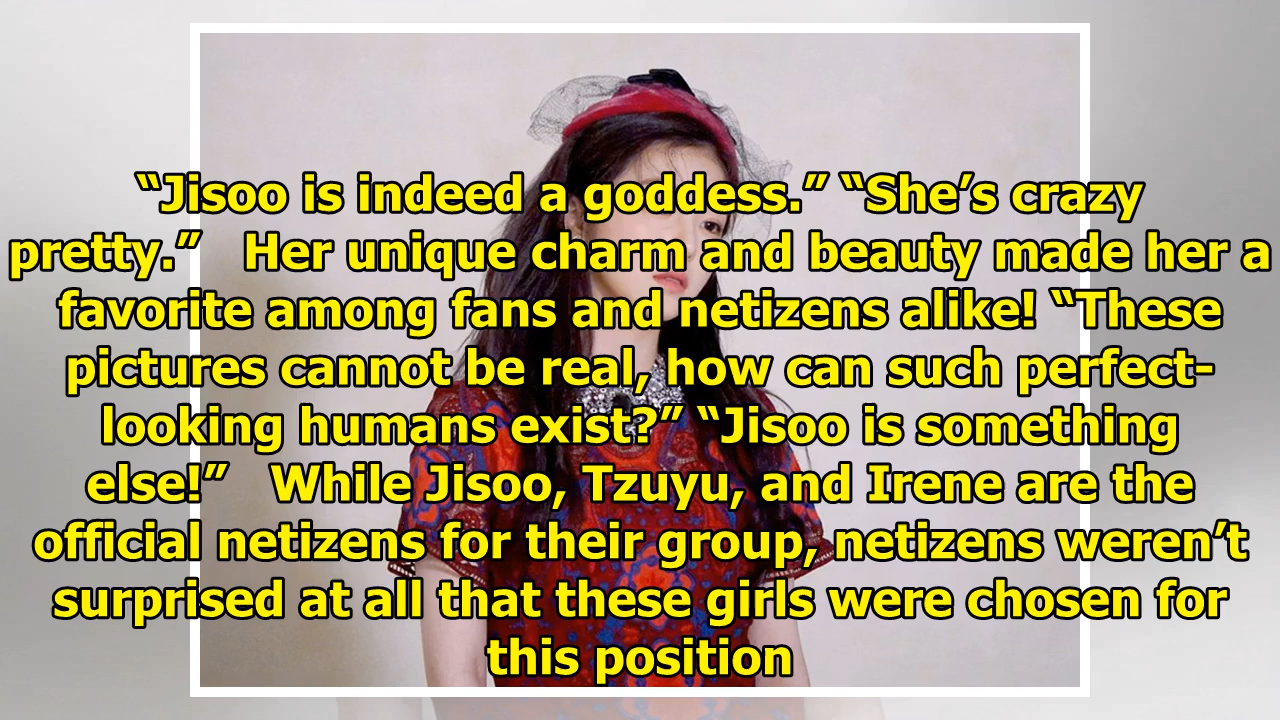 “Jisoo is indeed a goddess.” “She’s crazy
pretty.”   Her unique charm and beauty made her a
favorite among fans and netizens alike! “These
pictures cannot be real, how can such perfect-
looking humans exist?” “Jisoo is something
else!”   While Jisoo, Tzuyu, and Irene are the
official netizens for their group, netizens weren’t
surprised at all that these girls were chosen for
this position